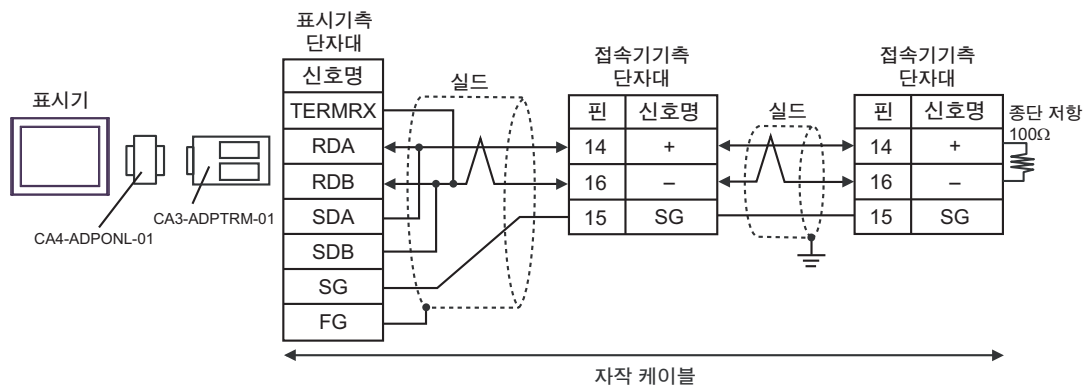 표시기
CA4-ADPONL-01
CA3-ADPTRM-01
표시기측
단자대
신호명
TERMRX
RDA
RDB
SDA
SDB
SG
FG
실드
접속기기측
단자대
핀 신호명
14 +
16 –
15 SG
실드
접속기기측
단자대
핀 신호명
14 +
16 –
15 SG
종단 저항
100Ω
자작 케이블